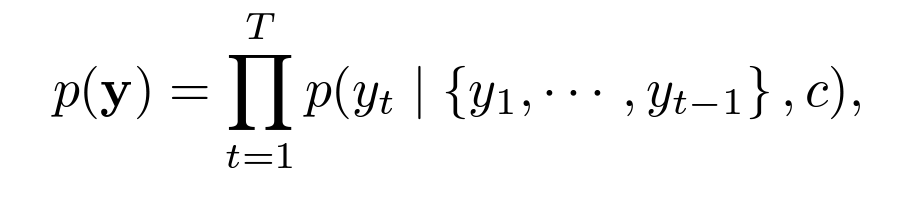 p(𝐲) = ∏_{t=1}^{T} p(y_t | {y_1, ⋯ , y_{t−1}} , c),